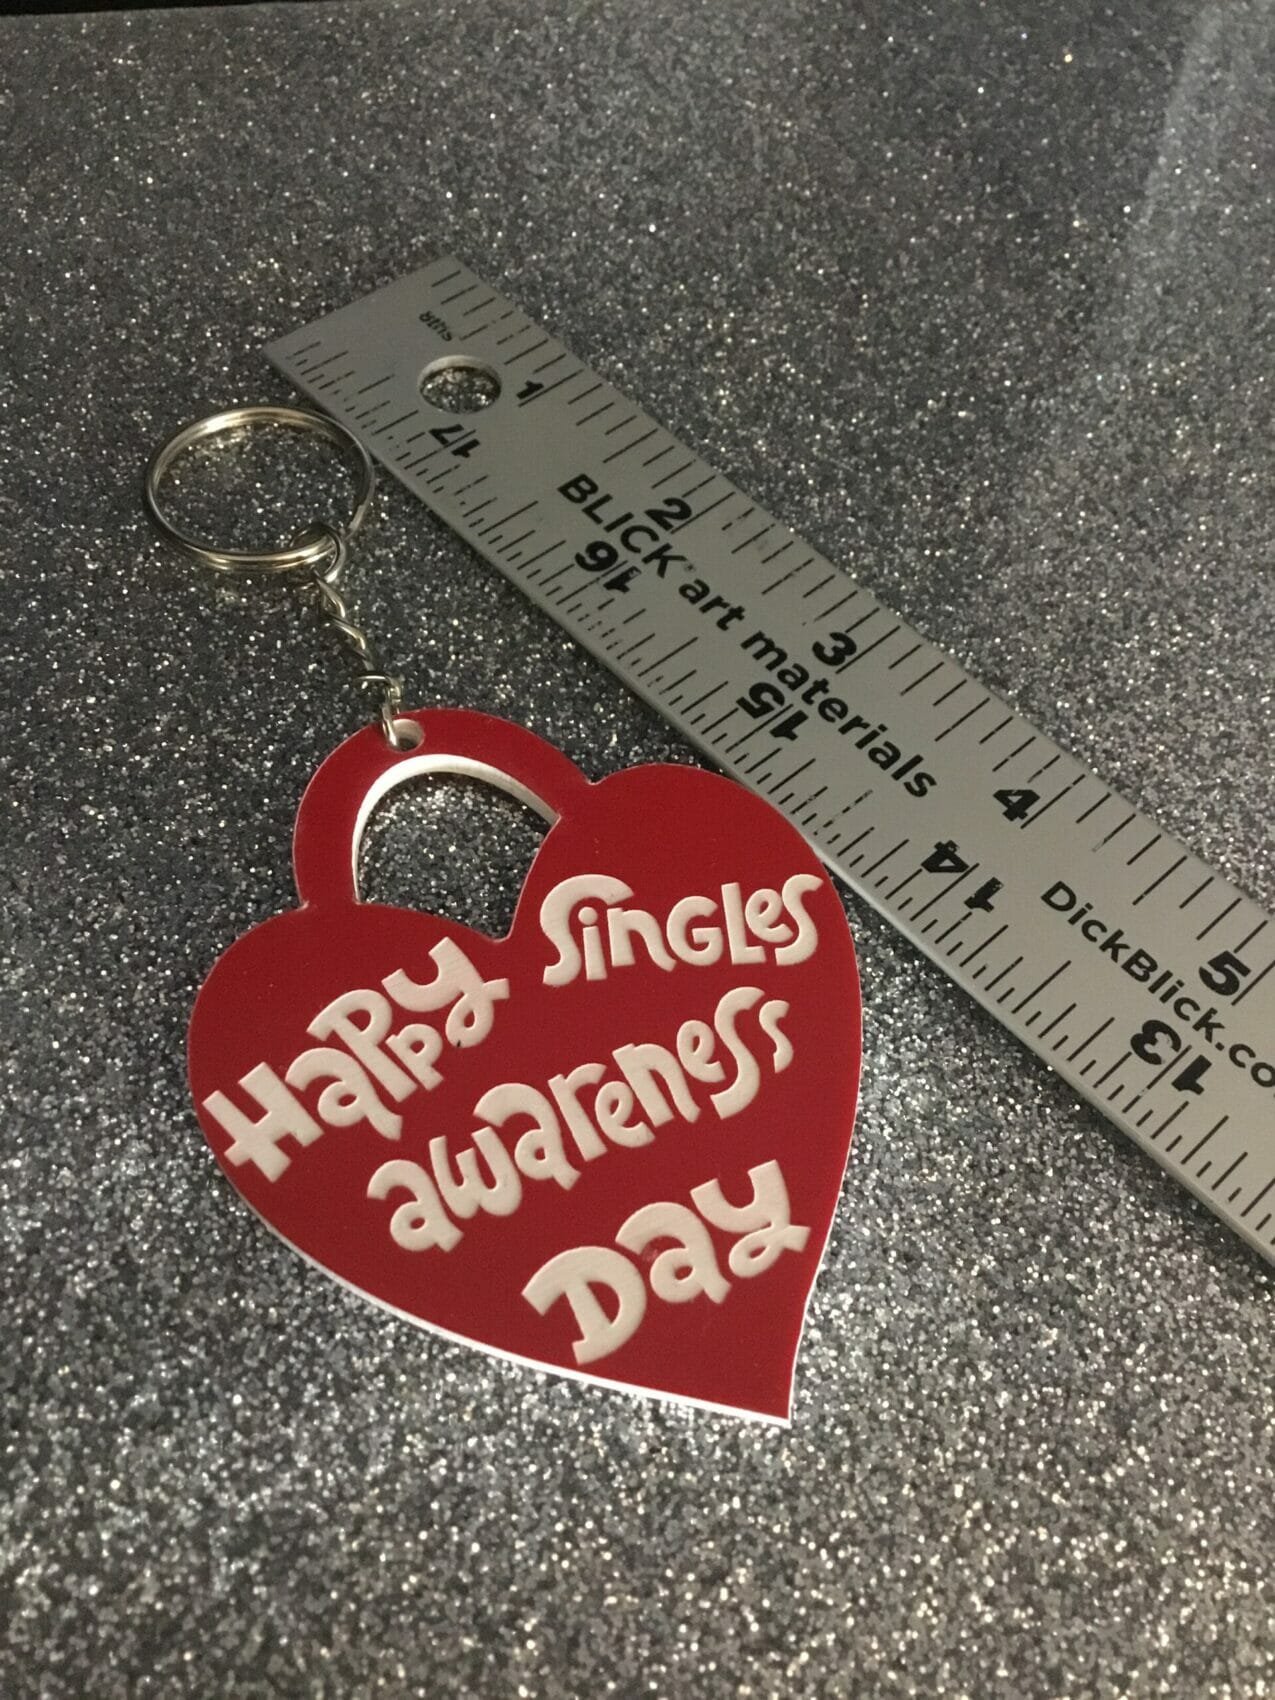 8ths
1
17
2
BLICK® art materials
16
3
15
4
14
DickBlick.co
5
13
Happy Singles
awareness
Day